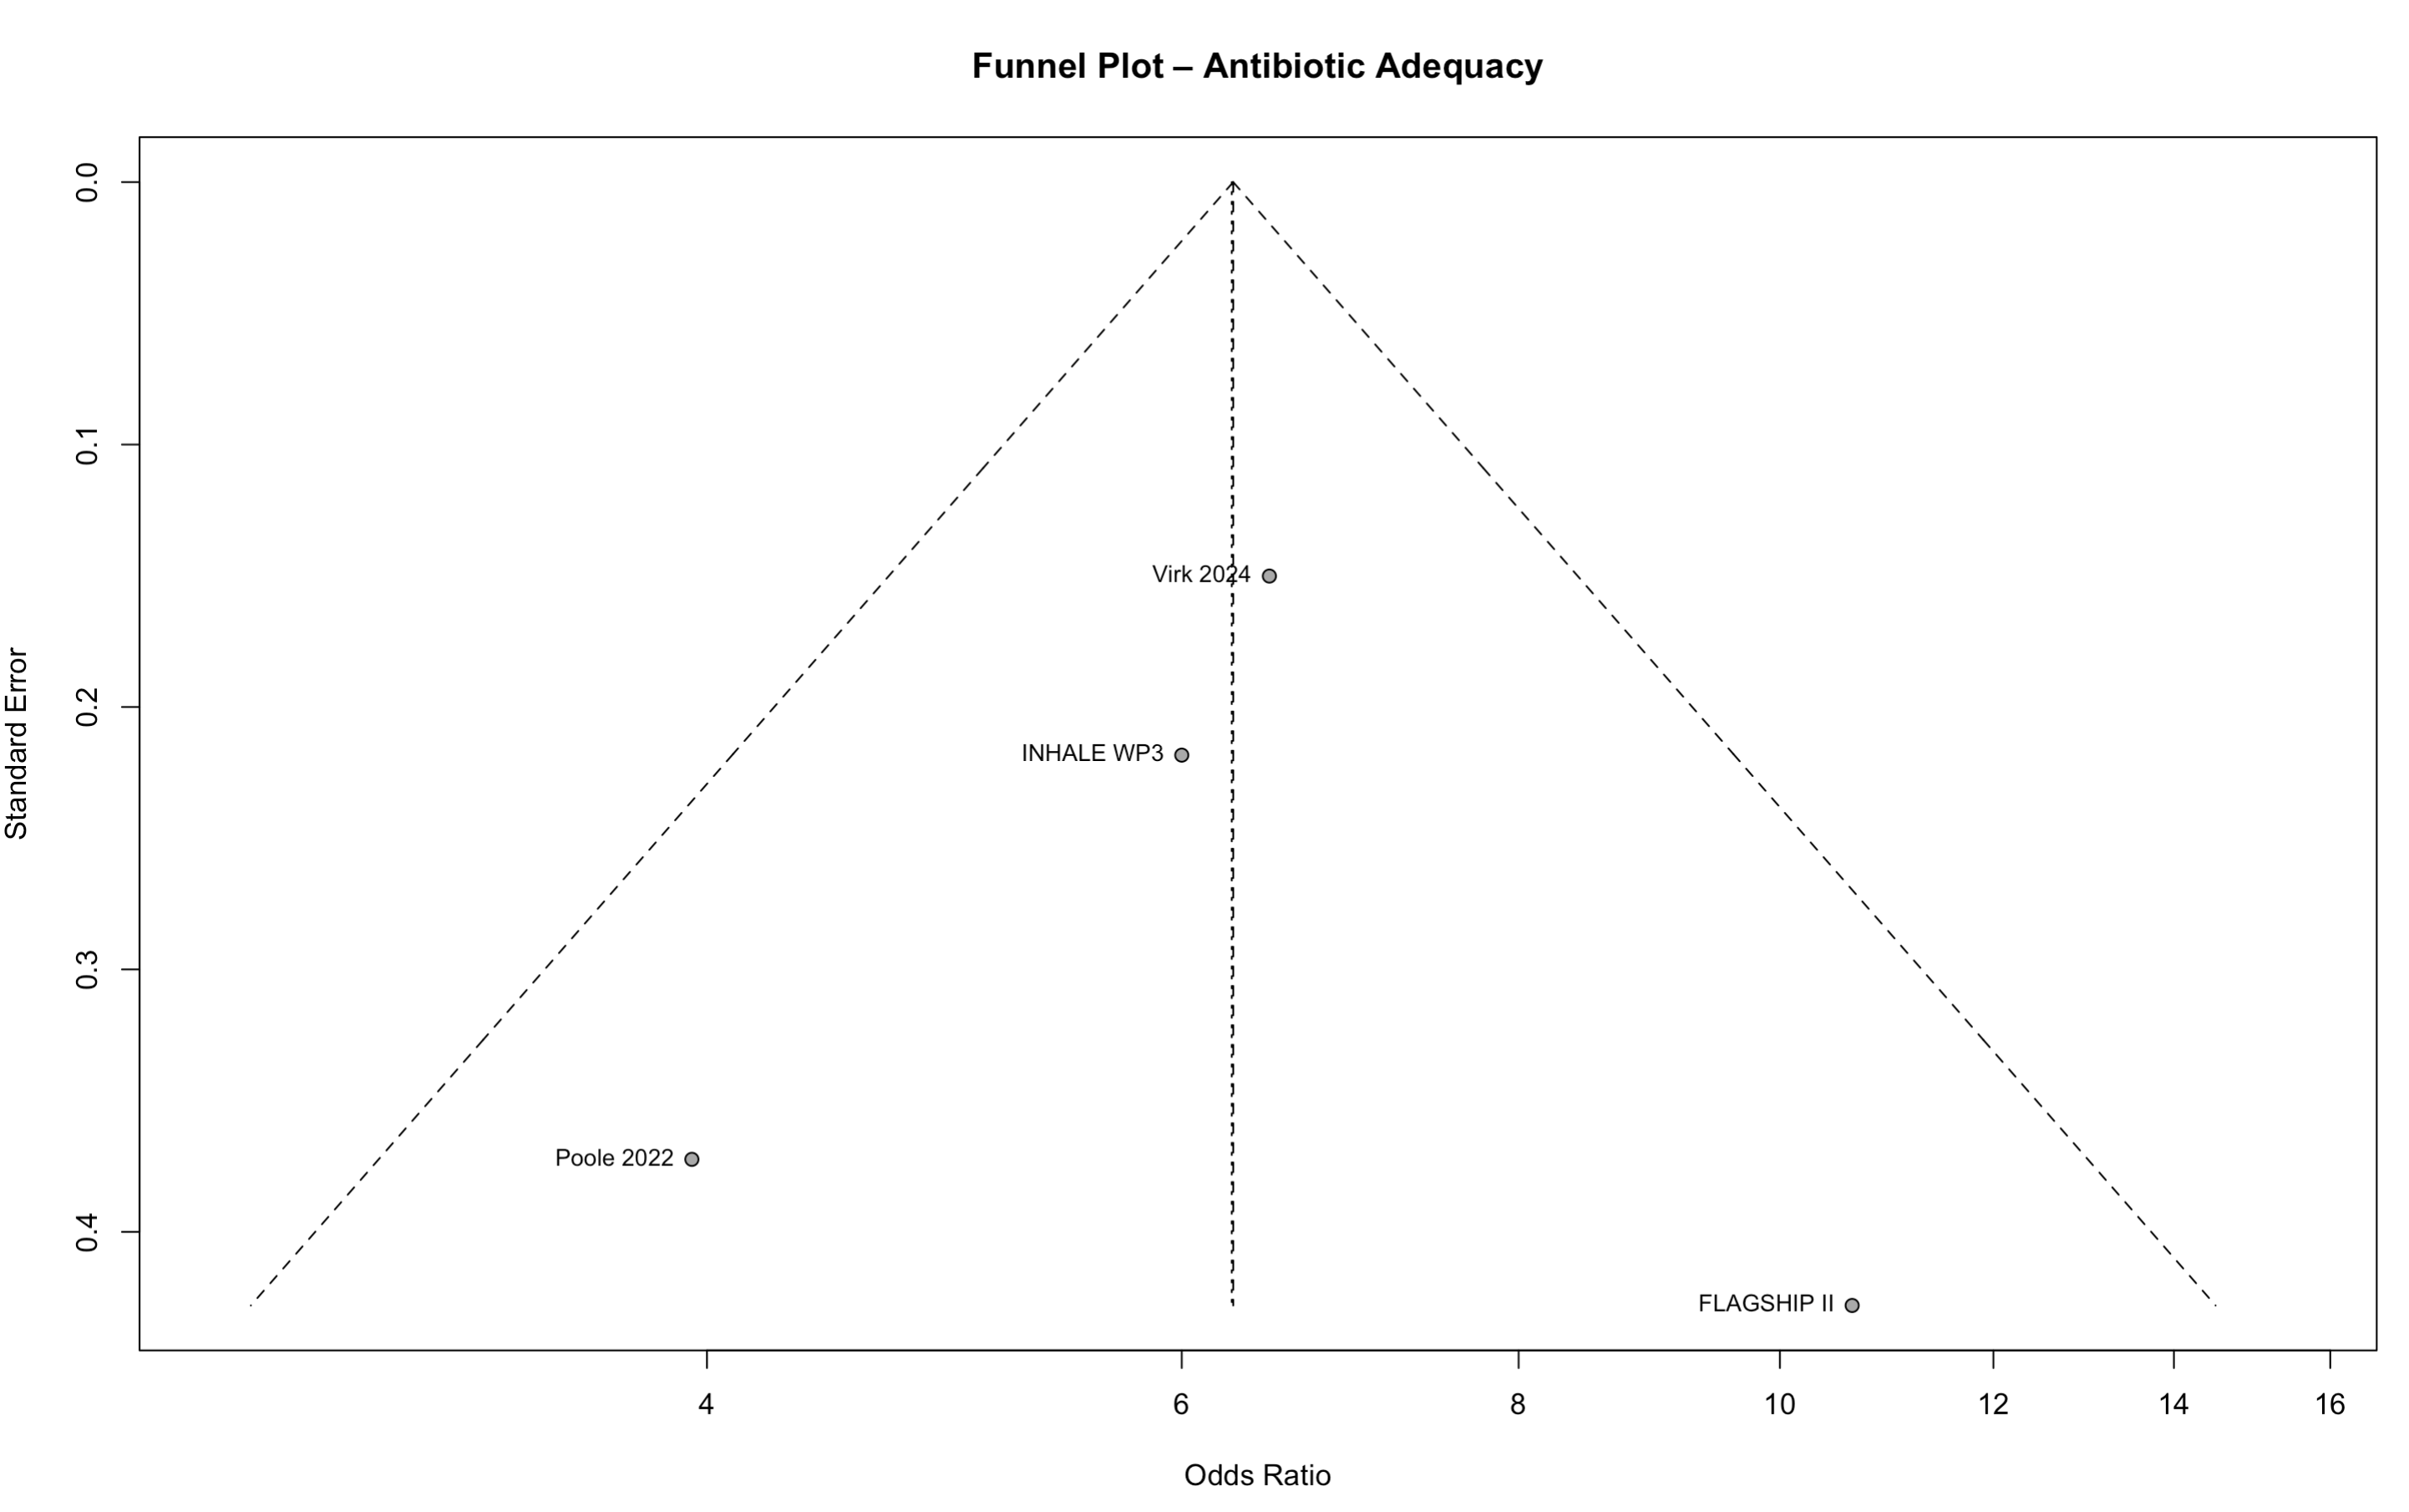 Funnel Plot – Antibiotic Adequacy
0.0
0.1
0.2
0.3
0.4
Standard Error
Virk 2024
INHALE WP3
Poole 2022
FLAGSHIP II
4 6 8 10 12 14 16
Odds Ratio